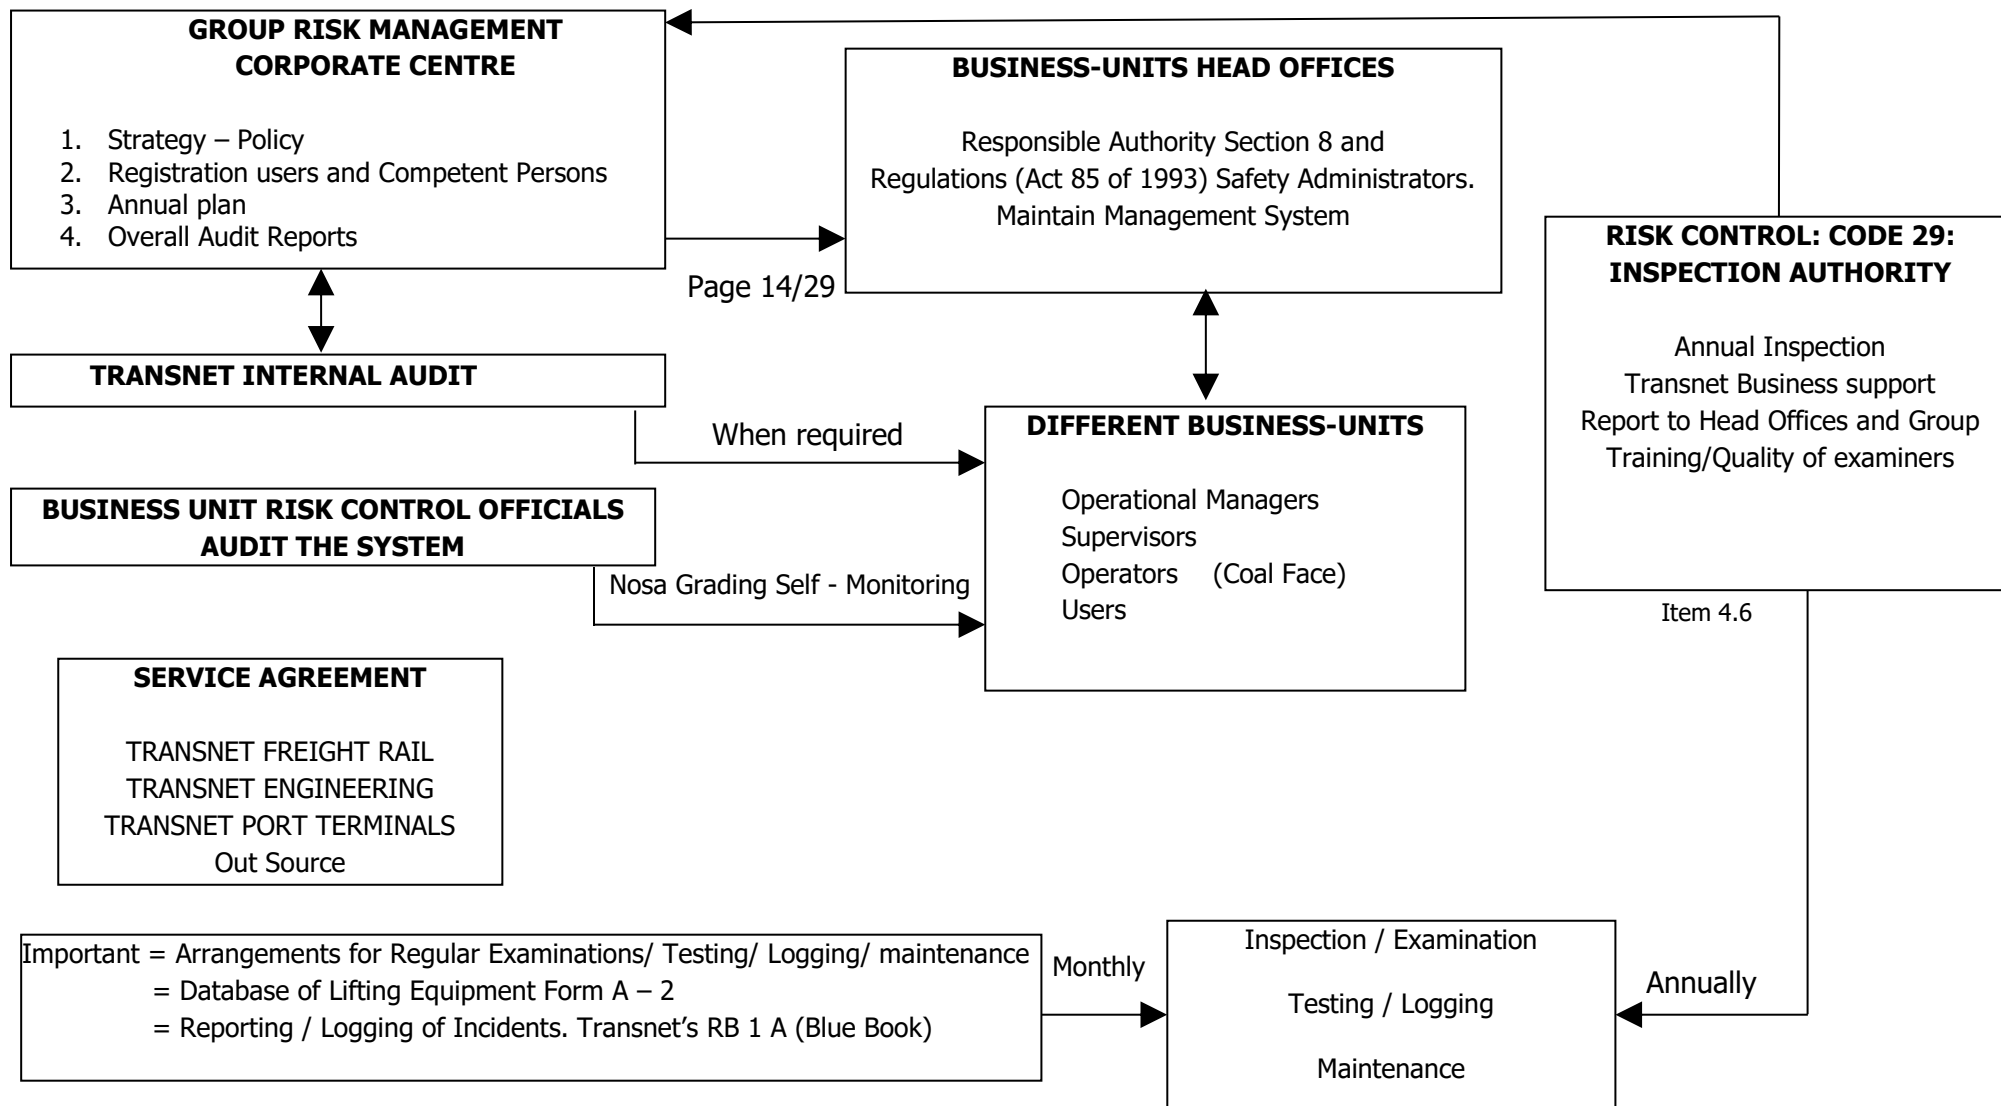 GROUP RISK MANAGEMENT
CORPORATE CENTRE
1. Strategy – Policy
2. Registration users and Competent Persons
3. Annual plan
4. Overall Audit Reports
BUSINESS-UNITS HEAD OFFICES
Responsible Authority Section 8 and
Regulations (Act 85 of 1993) Safety Administrators.
Maintain Management System
RISK CONTROL: CODE 29:
INSPECTION AUTHORITY
Annual Inspection
Transnet Business support
Report to Head Offices and Group
Training/Quality of examiners
Page 14/29
TRANSNET INTERNAL AUDIT
When required
DIFFERENT BUSINESS-UNITS
Operational Managers
Supervisors
Operators (Coal Face)
Users
BUSINESS UNIT RISK CONTROL OFFICIALS
AUDIT THE SYSTEM
Nosa Grading Self - Monitoring
Item 4.6
SERVICE AGREEMENT
TRANSNET FREIGHT RAIL
TRANSNET ENGINEERING
TRANSNET PORT TERMINALS
Out Source
Important = Arrangements for Regular Examinations/ Testing/ Logging/ maintenance
= Database of Lifting Equipment Form A – 2
= Reporting / Logging of Incidents. Transnet’s RB 1 A (Blue Book)
Monthly
Inspection / Examination
Testing / Logging
Maintenance
Annually